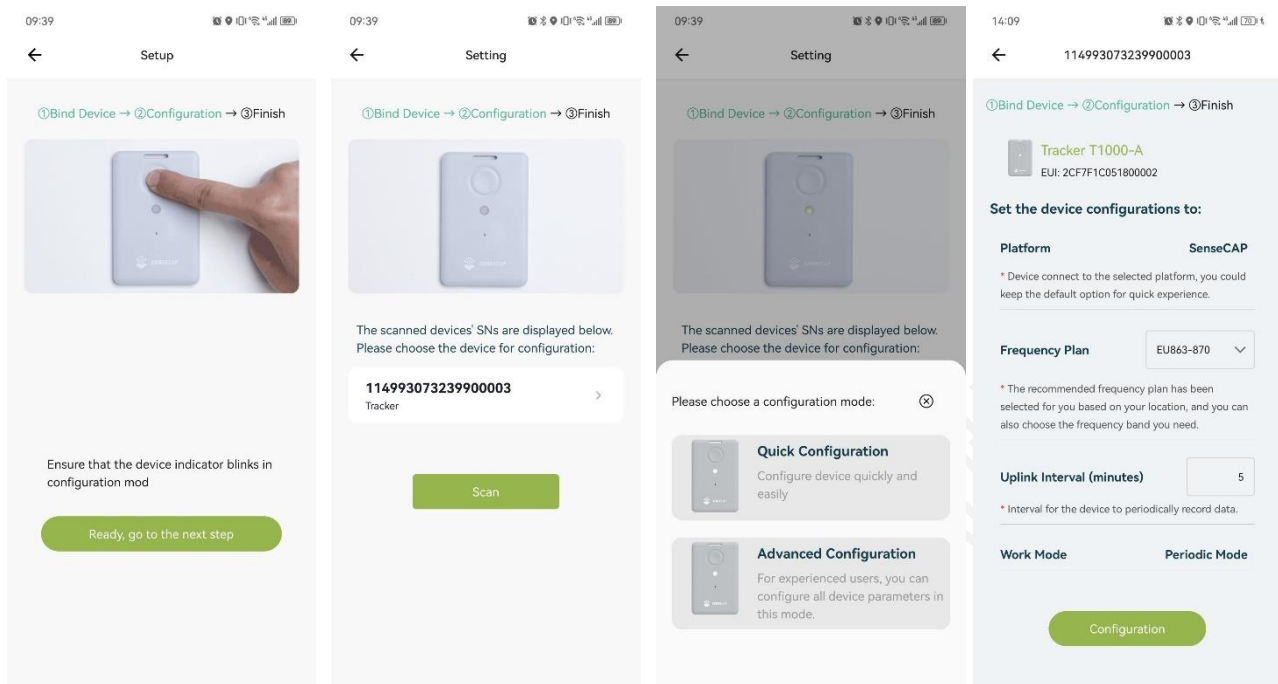 09:39
Setup
①Bind Device → ②Configuration → ③Finish
SENSECAP
Ensure that the device indicator blinks in
configuration mod
Ready, go to the next step
09:39
Setting
①Bind Device → ②Configuration → ③Finish
SENSECAP
The scanned devices' SNs are displayed below.
Please choose the device for configuration:
114993073239900003
Tracker
Scan
09:39
Setting
①Bind Device → ②Configuration → ③Finish
SENSECAP
The scanned devices' SNs are displayed below.
Please choose the device for configuration:
Please choose a configuration mode:
Quick Configuration
Configure device quickly and
easily
Advanced Configuration
For experienced users, you can
configure all device parameters in
this mode.
14:09
114993073239900003
①Bind Device → ②Configuration → ③Finish
Tracker T1000-A
EUI: 2CF7F1C051800002
Set the device configurations to:
Platform SenseCAP
* Device connect to the selected platform, you could
keep the default option for quick experience.
Frequency Plan EU863-870
* The recommended frequency plan has been
selected for you based on your location, and you can
also choose the frequency band you need.
Uplink Interval (minutes) 5
* Interval for the device to periodically record data.
Work Mode Periodic Mode
Configuration